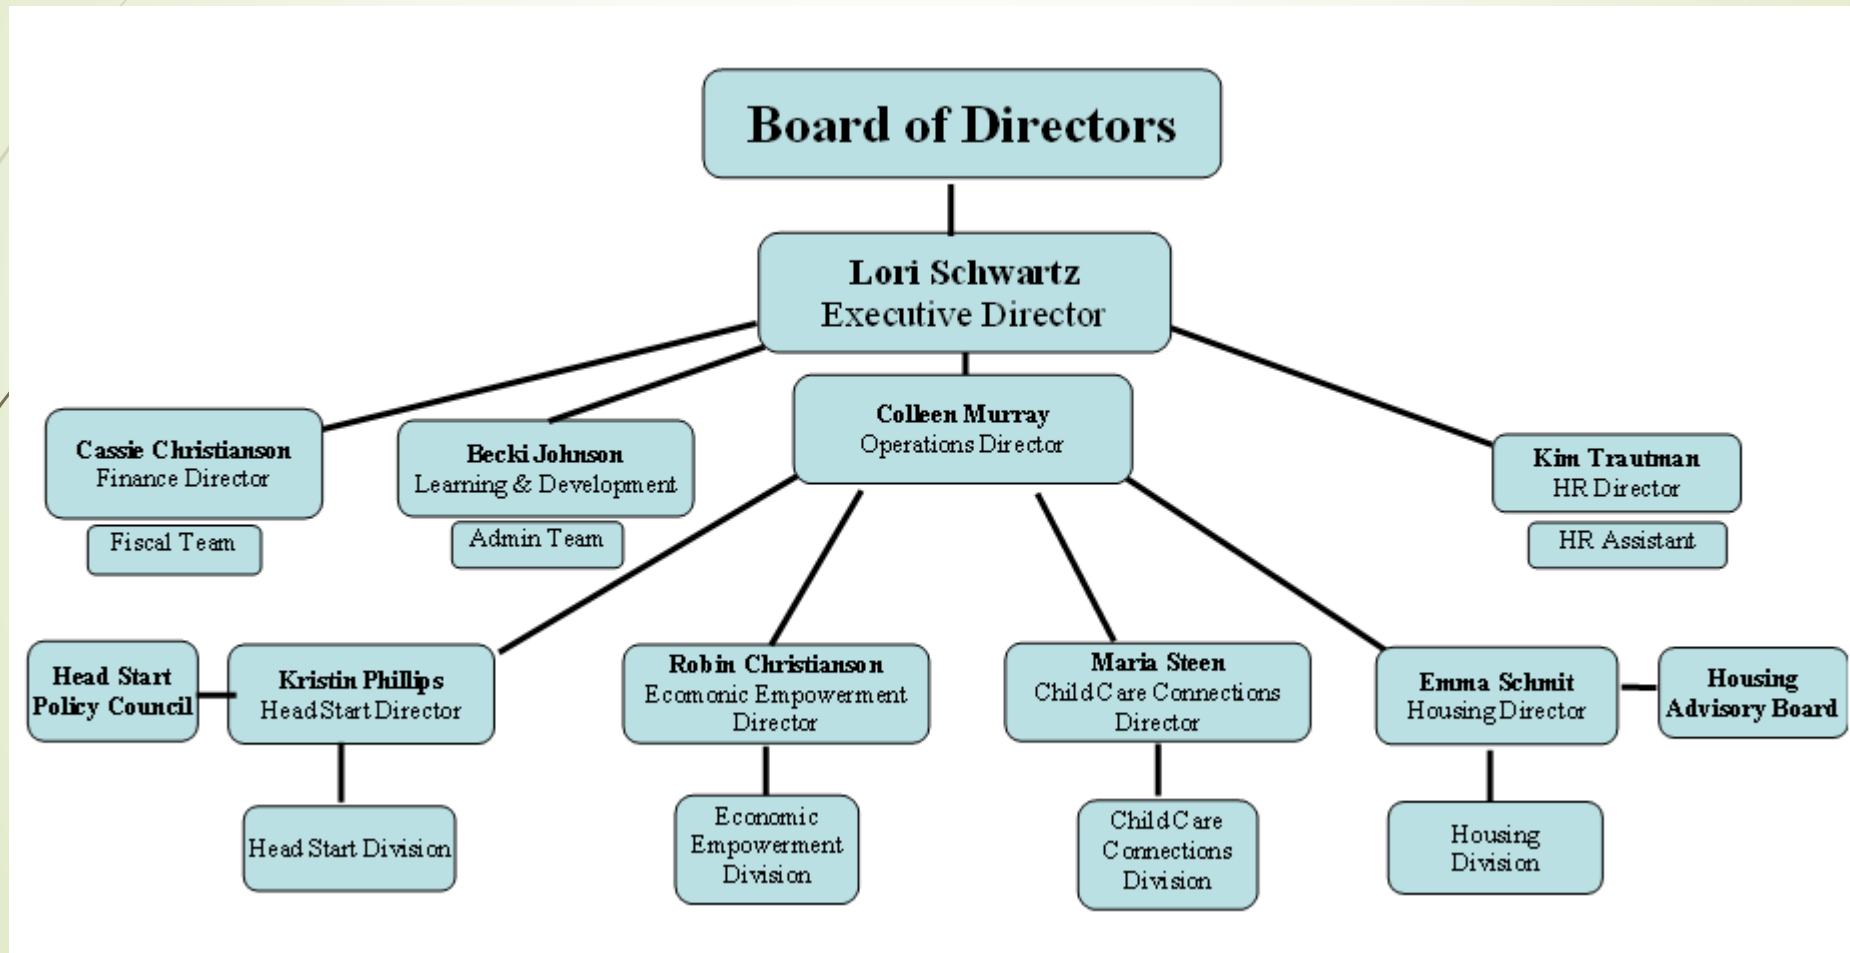 Board of Directors
Lori Schwartz
Executive Director
Cassie Christianson
Finance Director
Fiscal Team
Becki Johnson
Learning & Development
Admin Team
Colleen Murray
Operations Director
Kim Trautman
HR Director
HR Assistant
Head Start
Policy Council
Kristin Phillips
Head Start Director
Robin Christianson
Ecomonic Empowerment
Director
Maria Steen
Child Care Connections
Director
Emma Schmit
Housing Director
Housing
Advisory Board
Head Start Division
Economic
Empowerment
Division
Child Care
Connections
Division
Housing
Division